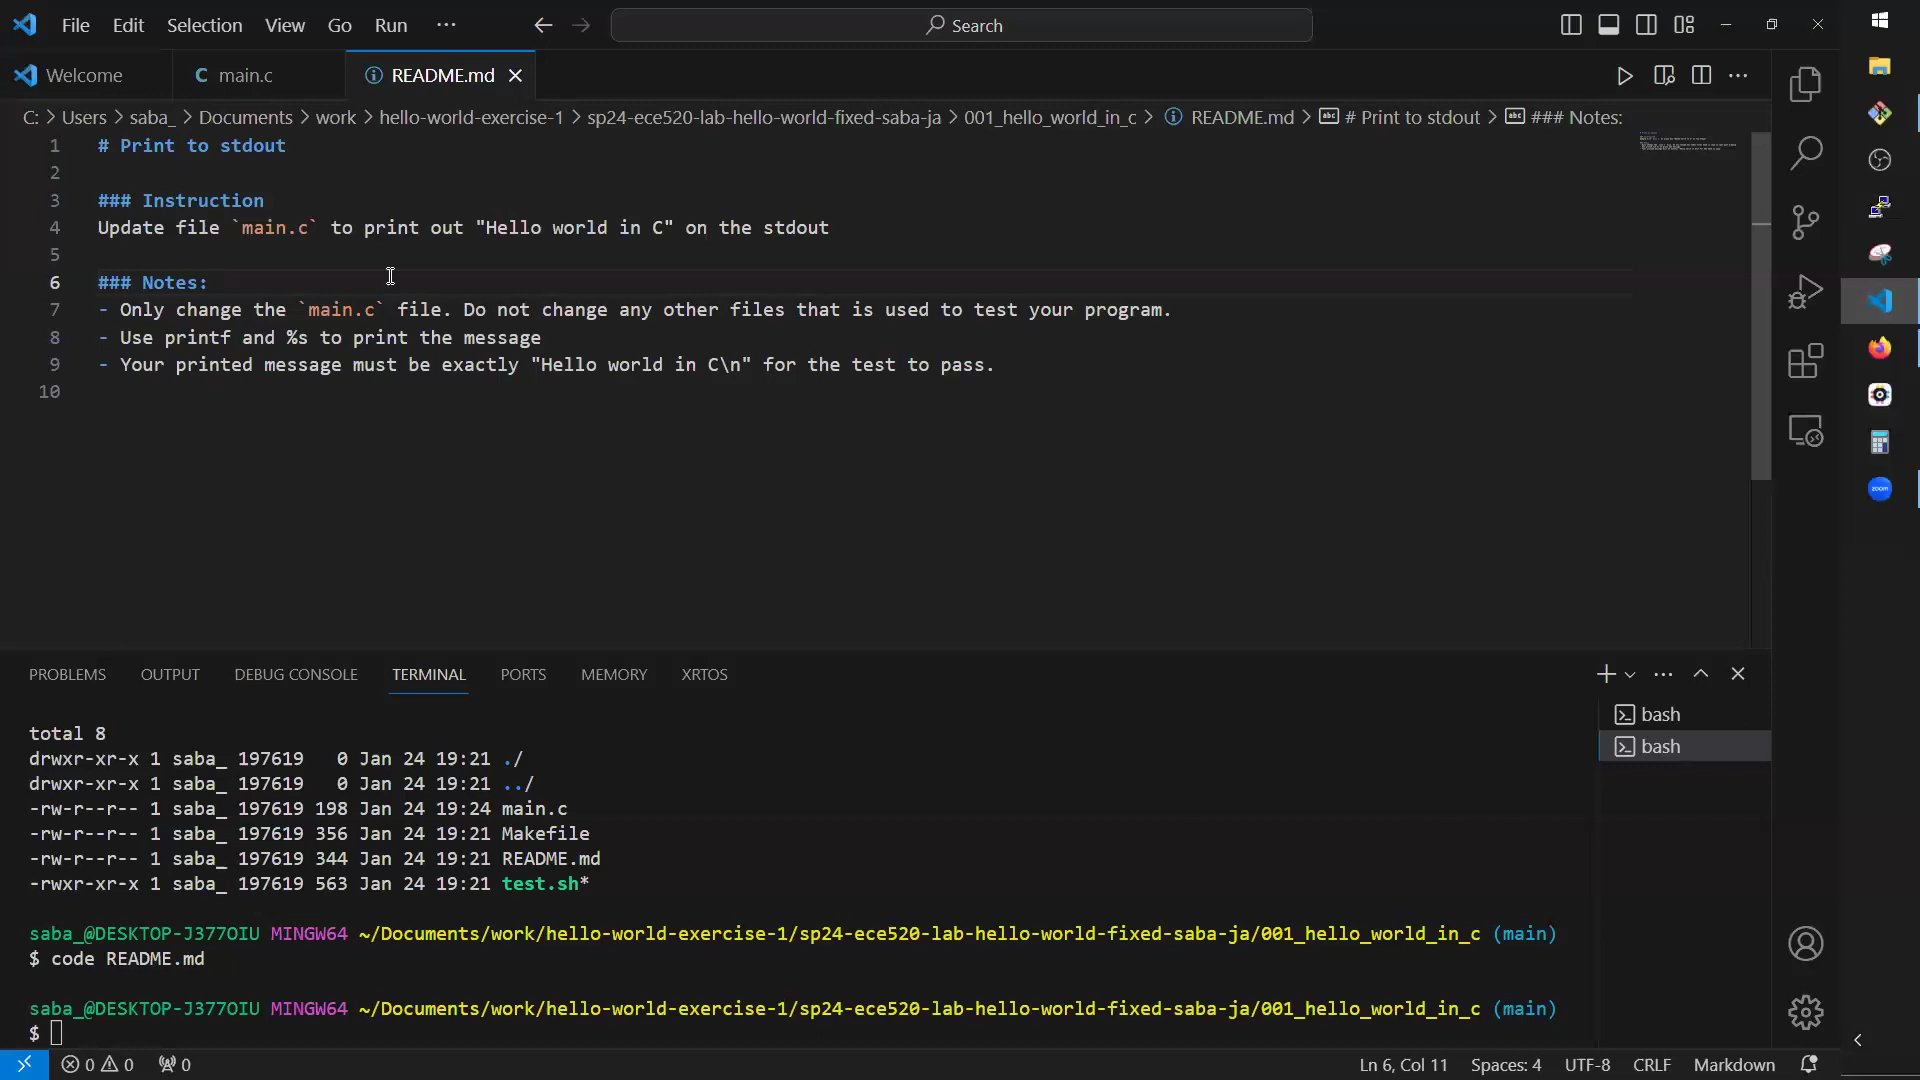 File Edit Selection View Go Run ··· Search
Welcome
main.c
README.md
C: > Users > saba_ > Documents > work > hello-world-exercise-1 > sp24-ece520-lab-hello-world-fixed-saba-ja > 001_hello_world_in_c > README.md > # Print to stdout > ### Notes:
1 # Print to stdout
2
3 ### Instruction
4 Update file `main.c` to print out "Hello world in C" on the stdout
5
6 ### Notes:
7 - Only change the `main.c` file. Do not change any other files that is used to test your program.
8 - Use printf and %s to print the message
9 - Your printed message must be exactly "Hello world in C\n" for the test to pass.
10
PROBLEMS OUTPUT DEBUG CONSOLE TERMINAL PORTS MEMORY XRTOS
bash
bash
total 8
drwxr-xr-x 1 saba_ 197619   0 Jan 24 19:21 ./
drwxr-xr-x 1 saba_ 197619   0 Jan 24 19:21 ../
-rw-r--r-- 1 saba_ 197619 198 Jan 24 19:24 main.c
-rw-r--r-- 1 saba_ 197619 356 Jan 24 19:21 Makefile
-rw-r--r-- 1 saba_ 197619 344 Jan 24 19:21 README.md
-rwxr-xr-x 1 saba_ 197619 563 Jan 24 19:21 test.sh*
saba_@DESKTOP-J377OIU MINGW64 ~/Documents/work/hello-world-exercise-1/sp24-ece520-lab-hello-world-fixed-saba-ja/001_hello_world_in_c (main)
$ code README.md
saba_@DESKTOP-J377OIU MINGW64 ~/Documents/work/hello-world-exercise-1/sp24-ece520-lab-hello-world-fixed-saba-ja/001_hello_world_in_c (main)
$
0 0 0 Ln 6, Col 11 Spaces: 4 UTF-8 CRLF Markdown
zoom